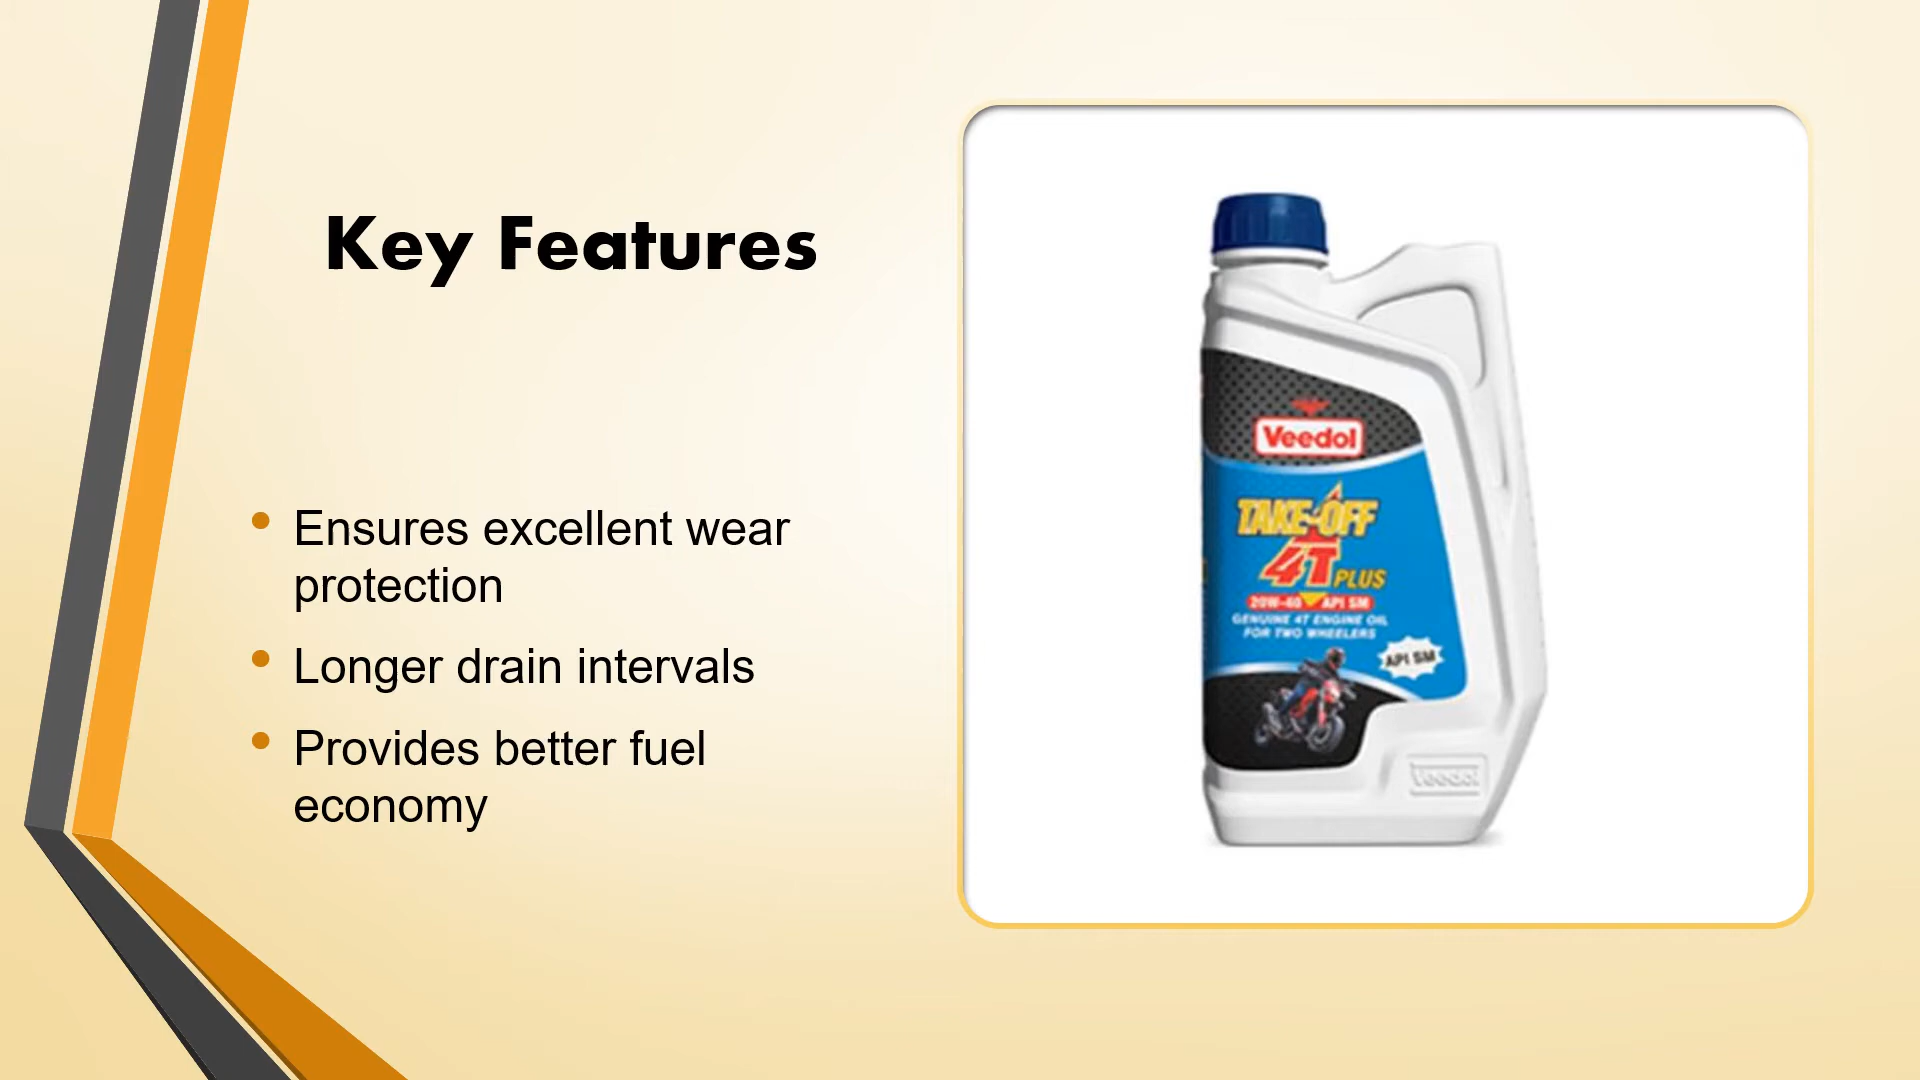 Key Features
• Ensures excellent wear
protection
• Longer drain intervals
• Provides better fuel
economy
Veedol
TAKE-OFF
4T PLUS
20W-40 API SM
GENUINE 4T ENGINE OIL
FOR TWO WHEELERS
API SM
Veedol